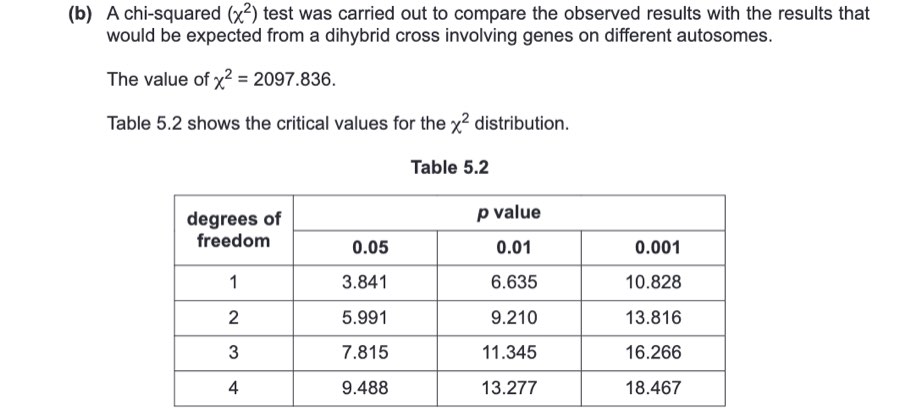 (b) A chi-squared (χ²) test was carried out to compare the observed results with the results that
would be expected from a dihybrid cross involving genes on different autosomes.
The value of χ² = 2097.836.
Table 5.2 shows the critical values for the χ² distribution.
Table 5.2
degrees of
freedom
p value
0.05 0.01 0.001
1 3.841 6.635 10.828
2 5.991 9.210 13.816
3 7.815 11.345 16.266
4 9.488 13.277 18.467